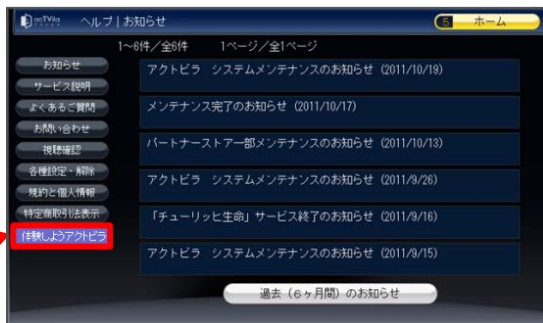 acTVila ヘルプ | お知らせ
5 ホーム
1～6件／全6件 1ページ／全1ページ
お知らせ
サービス説明
よくあるご質問
お問い合わせ
視聴確認
各種設定・解除
規約と個人情報
特定商取引法表示
体験しようアクトビラ
アクトビラ システムメンテナンスのお知らせ（2011/10/19）
メンテナンス完了のお知らせ（2011/10/17）
パートナーストア一部メンテナンスのお知らせ（2011/10/13）
アクトビラ システムメンテナンスのお知らせ（2011/9/26）
「チューリッヒ生命」サービス終了のお知らせ（2011/9/16）
アクトビラ システムメンテナンスのお知らせ（2011/9/15）
過去（6ヶ月間）のお知らせ